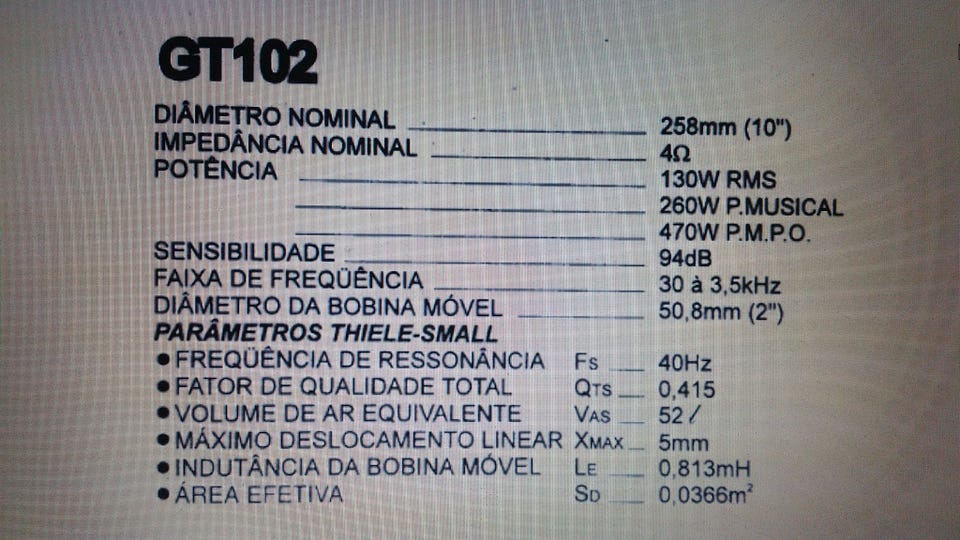 GT102
DIÂMETRO NOMINAL 258mm (10")
IMPEDÂNCIA NOMINAL 4Ω
POTÊNCIA 130W RMS
260W P.MUSICAL
470W P.M.P.O.
SENSIBILIDADE 94dB
FAIXA DE FREQÜÊNCIA 30 à 3,5kHz
DIÂMETRO DA BOBINA MÓVEL 50,8mm (2")
PARÂMETROS THIELE-SMALL
● FREQÜÊNCIA DE RESSONÂNCIA FS 40Hz
● FATOR DE QUALIDADE TOTAL QTS 0,415
● VOLUME DE AR EQUIVALENTE VAS 52 l
● MÁXIMO DESLOCAMENTO LINEAR XMAX 5mm
● INDUTÂNCIA DA BOBINA MÓVEL LE 0,813mH
● ÁREA EFETIVA SD 0,0366m²